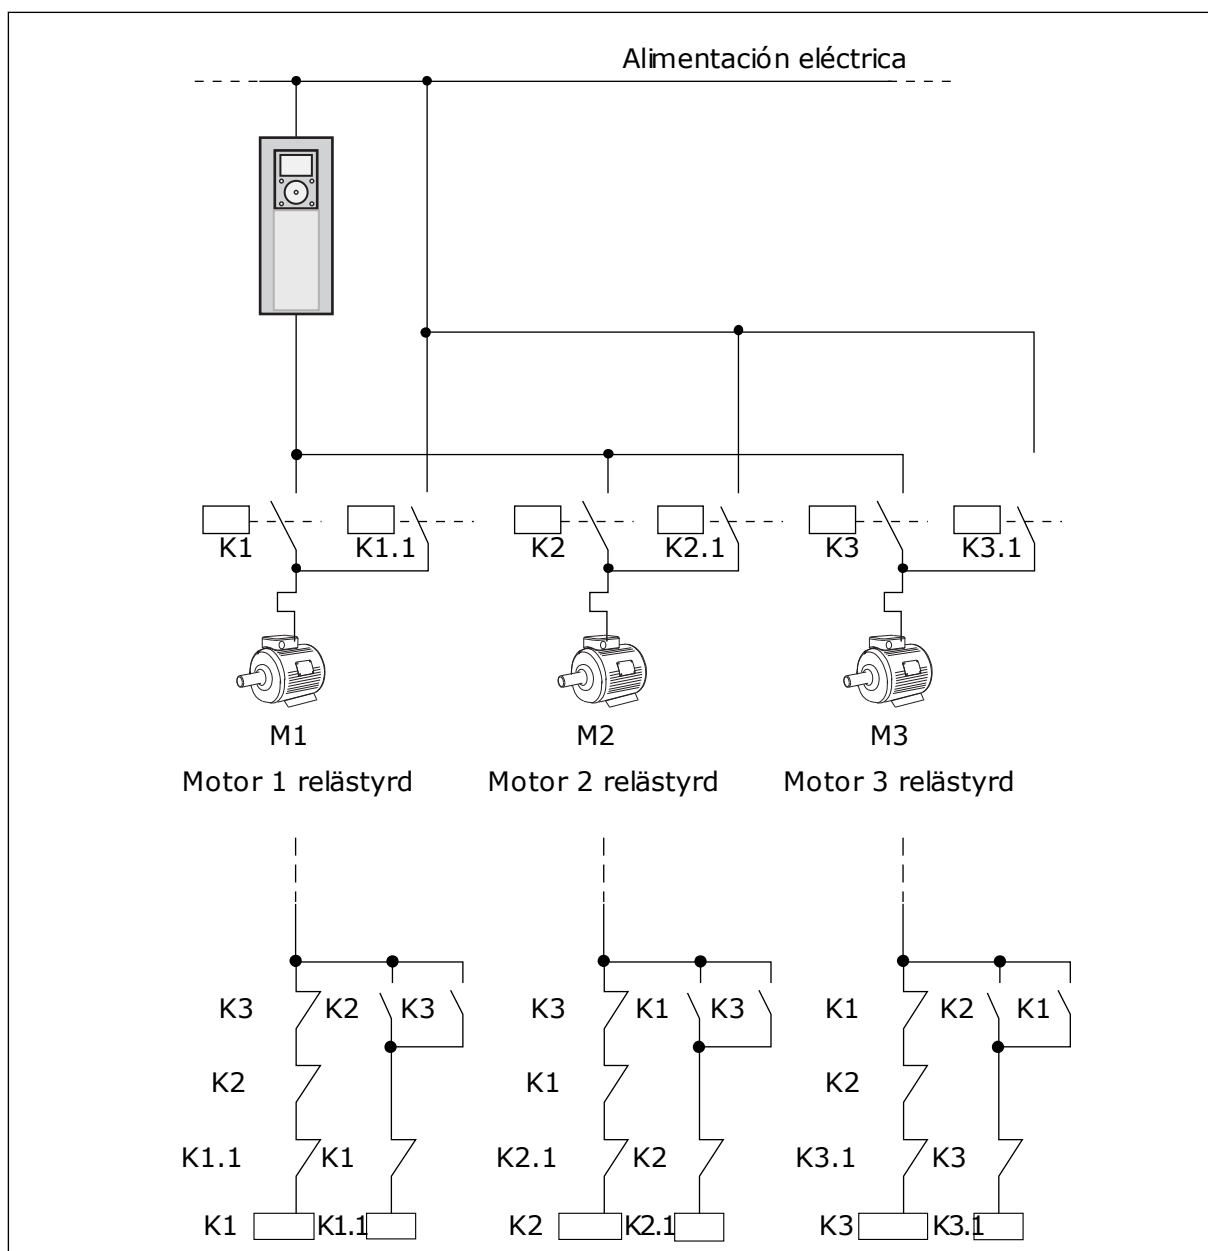 Alimentación eléctrica
K1 K1.1 K2 K2.1 K3 K3.1
M1 M2 M3
Motor 1 relästyrd Motor 2 relästyrd Motor 3 relästyrd
K3 K2 K3 K3 K1 K3 K1 K2 K1
K2 K1 K2
K1.1 K1 K2.1 K2 K3.1 K3
K1 K1.1 K2 K2.1 K3 K3.1